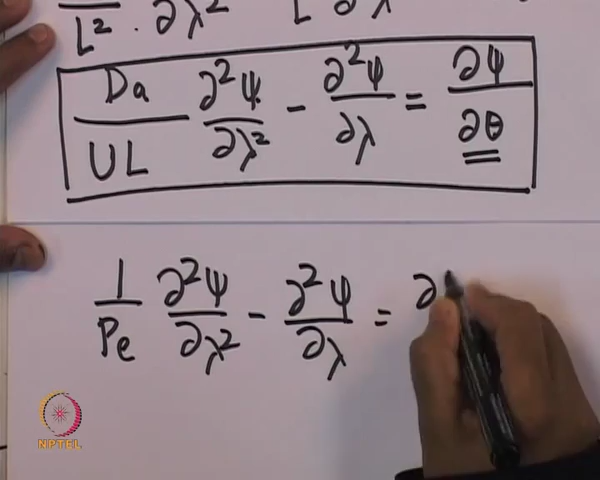 L² . ∂λ² L ∂λ
Da/UL ∂²ψ/∂λ² - ∂²ψ/∂λ = ∂ψ/∂θ
1/Pe ∂²ψ/∂λ² - ∂²ψ/∂λ = ∂
NPTEL